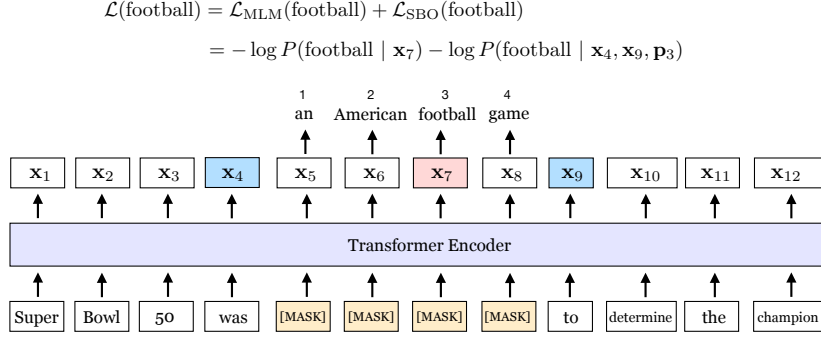 ℒ(football) = ℒ_MLM(football) + ℒ_SBO(football)
= − log P(football | 𝐱₇) − log P(football | 𝐱₄, 𝐱₉, 𝐩₃)
1 2 3 4
an American football game
𝐱₁ 𝐱₂ 𝐱₃ 𝐱₄ 𝐱₅ 𝐱₆ 𝐱₇ 𝐱₈ 𝐱₉ 𝐱₁₀ 𝐱₁₁ 𝐱₁₂
Transformer Encoder
Super Bowl 50 was [MASK] [MASK] [MASK] [MASK] to determine the champion